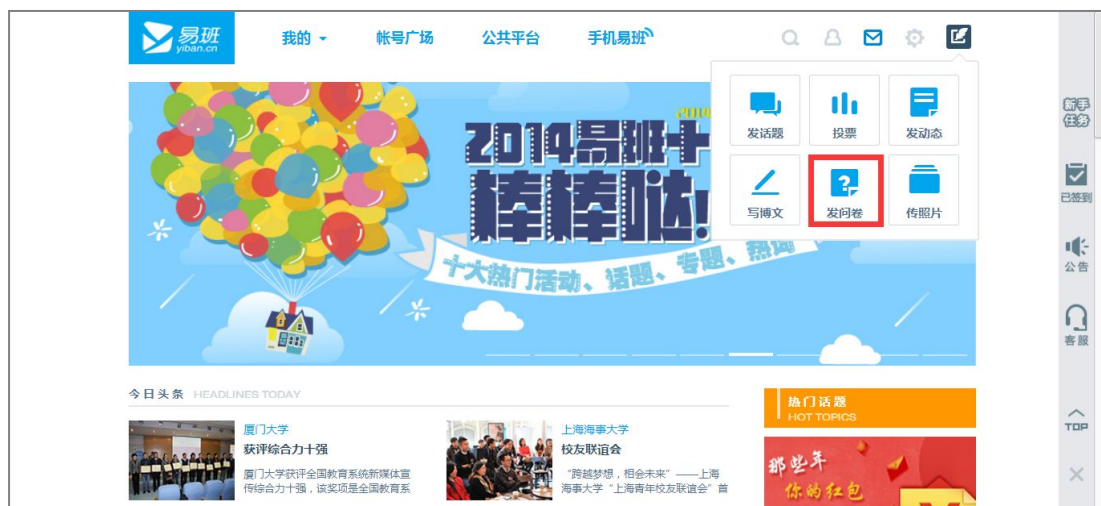 易班
yiban.cn
我的
帐号广场
公共平台
手机易班
发话题
投票
发动态
写博文
发问卷
传照片
2014易班十
棒棒哒!
十大热门活动、话题、专题、热词
新手
任务
已签到
公告
客服
TOP
今日头条 HEADLINES TODAY
厦门大学
获评综合力十强
厦门大学获评全国教育系统新媒体宣
传综合力十强,该奖项是全国教育系
上海海事大学
校友联谊会
“跨越梦想,相会未来”——上海
海事大学“上海青年校友联谊会”首
热门话题
HOT TOPICS
那些年
你的红包